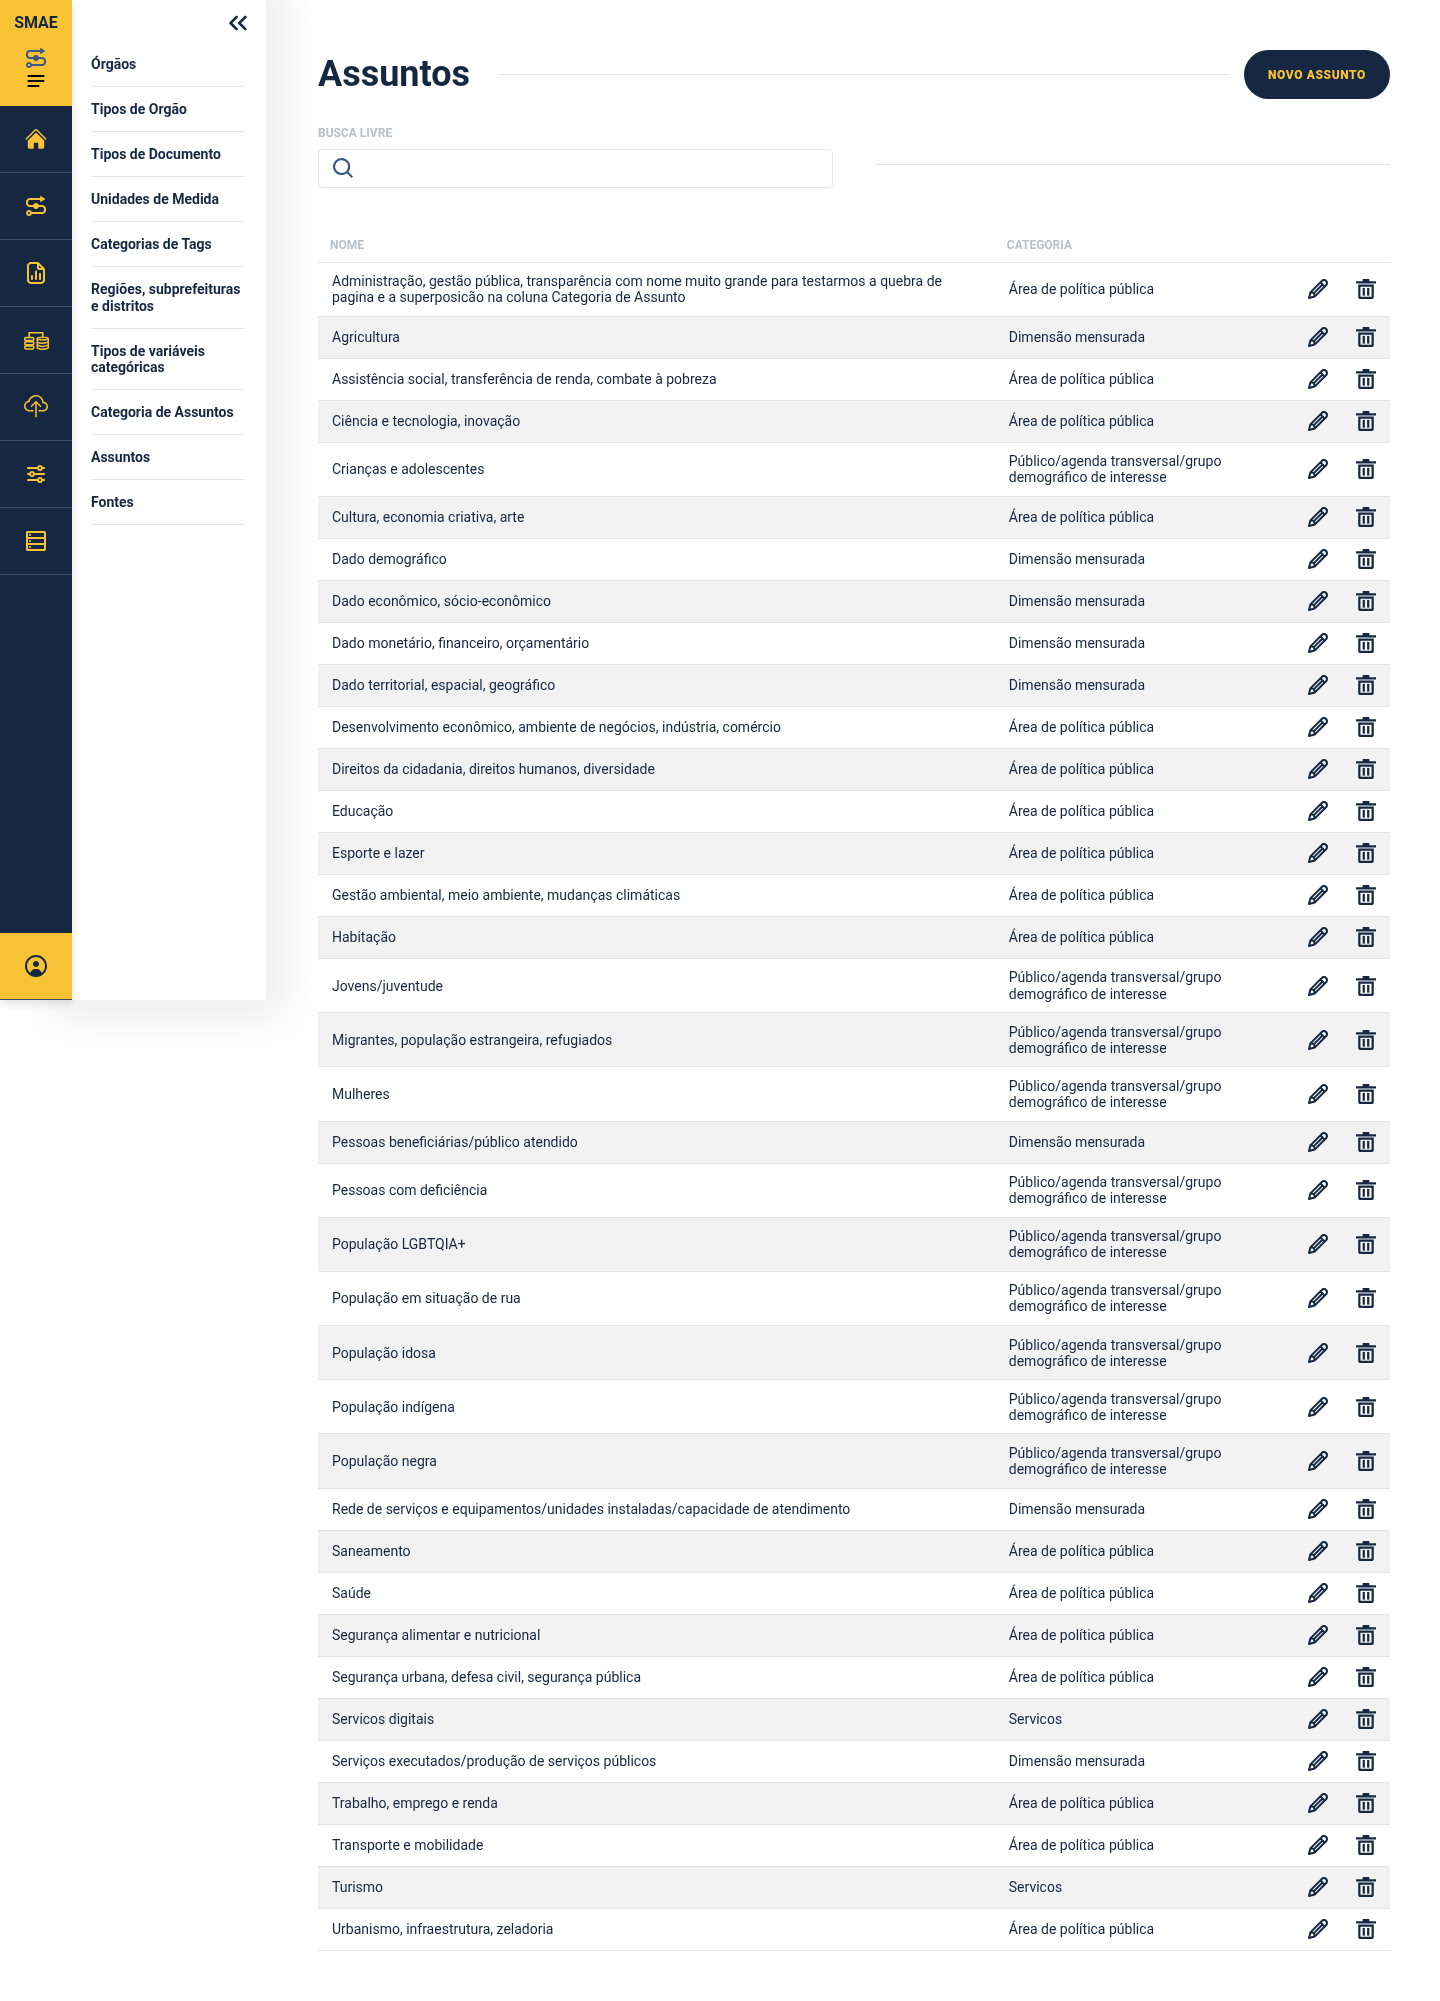 SMAE
Órgãos
Tipos de Orgão
Tipos de Documento
Unidades de Medida
Categorias de Tags
Regiões, subprefeituras
e distritos
Tipos de variáveis
categóricas
Categoria de Assuntos
Assuntos
Fontes
Assuntos
NOVO ASSUNTO
BUSCA LIVRE
NOME CATEGORIA
Administração, gestão pública, transparência com nome muito grande para testarmos a quebra de
pagina e a superposicão na coluna Categoria de Assunto
Área de política pública
Agricultura Dimensão mensurada
Assistência social, transferência de renda, combate à pobreza Área de política pública
Ciência e tecnologia, inovação Área de política pública
Crianças e adolescentes Público/agenda transversal/grupo
demográfico de interesse
Cultura, economia criativa, arte Área de política pública
Dado demográfico Dimensão mensurada
Dado econômico, sócio-econômico Dimensão mensurada
Dado monetário, financeiro, orçamentário Dimensão mensurada
Dado territorial, espacial, geográfico Dimensão mensurada
Desenvolvimento econômico, ambiente de negócios, indústria, comércio Área de política pública
Direitos da cidadania, direitos humanos, diversidade Área de política pública
Educação Área de política pública
Esporte e lazer Área de política pública
Gestão ambiental, meio ambiente, mudanças climáticas Área de política pública
Habitação Área de política pública
Jovens/juventude Público/agenda transversal/grupo
demográfico de interesse
Migrantes, população estrangeira, refugiados Público/agenda transversal/grupo
demográfico de interesse
Mulheres Público/agenda transversal/grupo
demográfico de interesse
Pessoas beneficiárias/público atendido Dimensão mensurada
Pessoas com deficiência Público/agenda transversal/grupo
demográfico de interesse
População LGBTQIA+ Público/agenda transversal/grupo
demográfico de interesse
População em situação de rua Público/agenda transversal/grupo
demográfico de interesse
População idosa Público/agenda transversal/grupo
demográfico de interesse
População indígena Público/agenda transversal/grupo
demográfico de interesse
População negra Público/agenda transversal/grupo
demográfico de interesse
Rede de serviços e equipamentos/unidades instaladas/capacidade de atendimento Dimensão mensurada
Saneamento Área de política pública
Saúde Área de política pública
Segurança alimentar e nutricional Área de política pública
Segurança urbana, defesa civil, segurança pública Área de política pública
Servicos digitais Servicos
Serviços executados/produção de serviços públicos Dimensão mensurada
Trabalho, emprego e renda Área de política pública
Transporte e mobilidade Área de política pública
Turismo Servicos
Urbanismo, infraestrutura, zeladoria Área de política pública